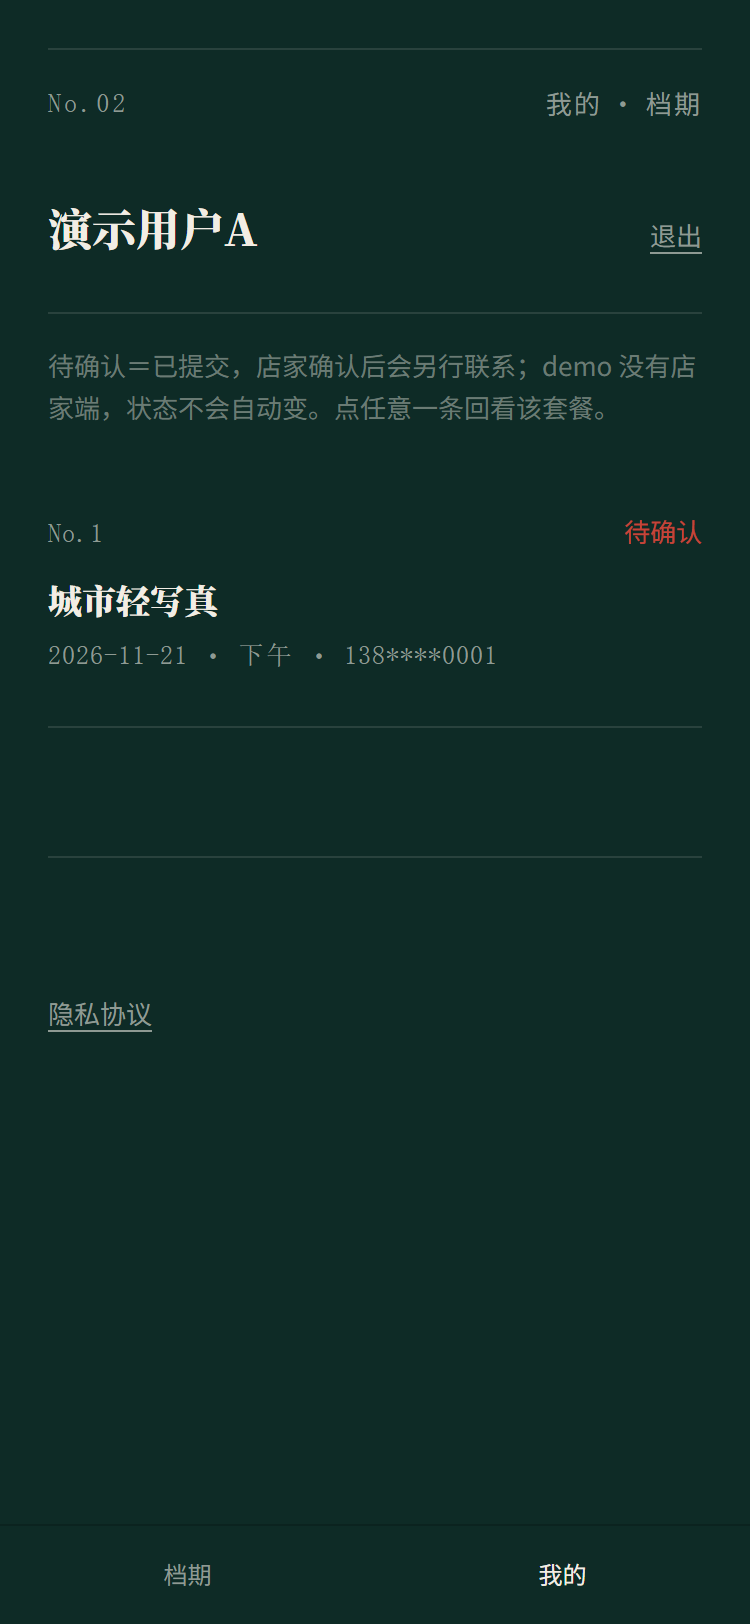 No.02
我的 · 档期
演示用户A
退出
待确认＝已提交，店家确认后会另行联系；demo 没有店
家端，状态不会自动变。点任意一条回看该套餐。
No.1
待确认
城市轻写真
2026-11-21 · 下午 · 138****0001
隐私协议
档期
我的